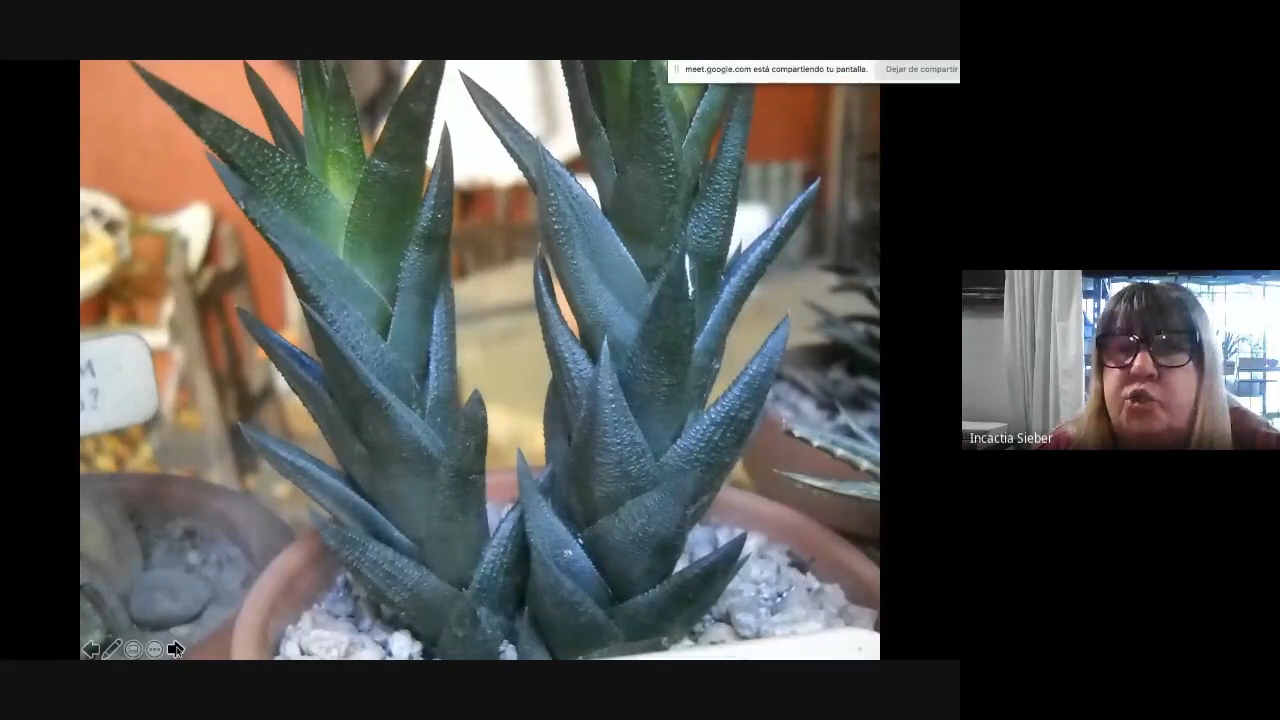 meet.google.com está compartiendo tu pantalla. Dejar de compartir
M
?
Incactia Sieber